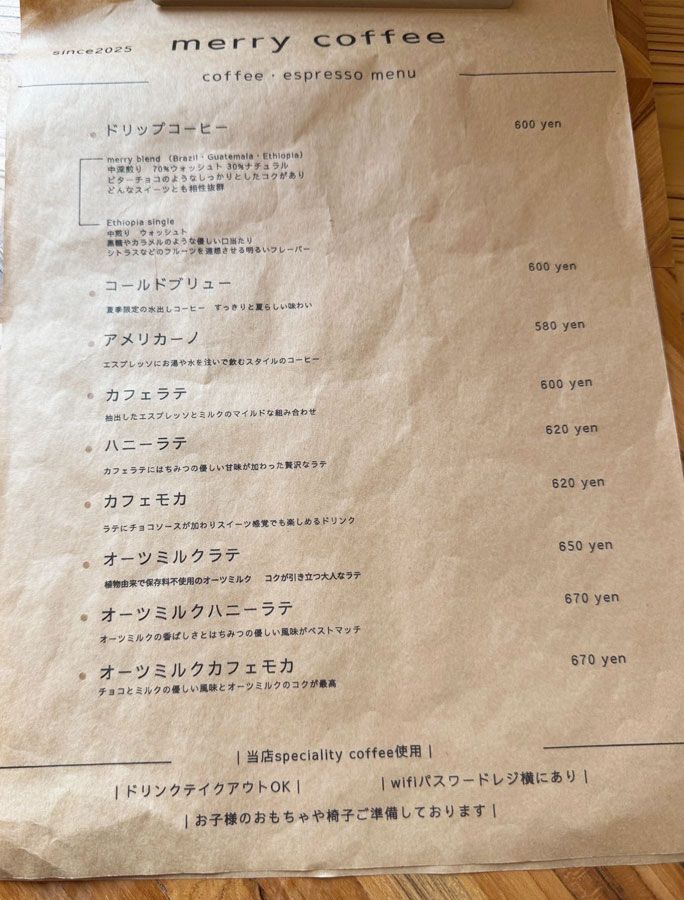 since2025
merry coffee
coffee・espresso menu
ドリップコーヒー 600 yen
merry blend （Brazil・Guatemala・Ethiopia）
中深煎り 70%ウォッシュト 30%ナチュラル
ビターチョコのようなしっかりとしたコクがあり
どんなスイーツとも相性抜群
Ethiopia single
中煎り ウォッシュト
黒糖やカラメルのような優しい口当たり
シトラスなどのフルーツを連想させる明るいフレーバー
コールドブリュー 600 yen
夏季限定の水出しコーヒー すっきりと夏らしい味わい
アメリカーノ 580 yen
エスプレッソにお湯や水を注いで飲むスタイルのコーヒー
カフェラテ 600 yen
抽出したエスプレッソとミルクのマイルドな組み合わせ
ハニーラテ 620 yen
カフェラテにはちみつの優しい甘味が加わった贅沢なラテ
カフェモカ 620 yen
ラテにチョコソースが加わりスイーツ感覚でも楽しめるドリンク
オーツミルクラテ 650 yen
植物由来で保存料不使用のオーツミルク コクが引き立つ大人なラテ
オーツミルクハニーラテ 670 yen
オーツミルクの香ばしさとはちみつの優しい風味がベストマッチ
オーツミルクカフェモカ 670 yen
チョコとミルクの優しい風味とオーツミルクのコクが最高
|当店speciality coffee使用|
|ドリンクテイクアウトOK| |wifiパスワードレジ横にあり|
|お子様のおもちゃや椅子ご準備しております|